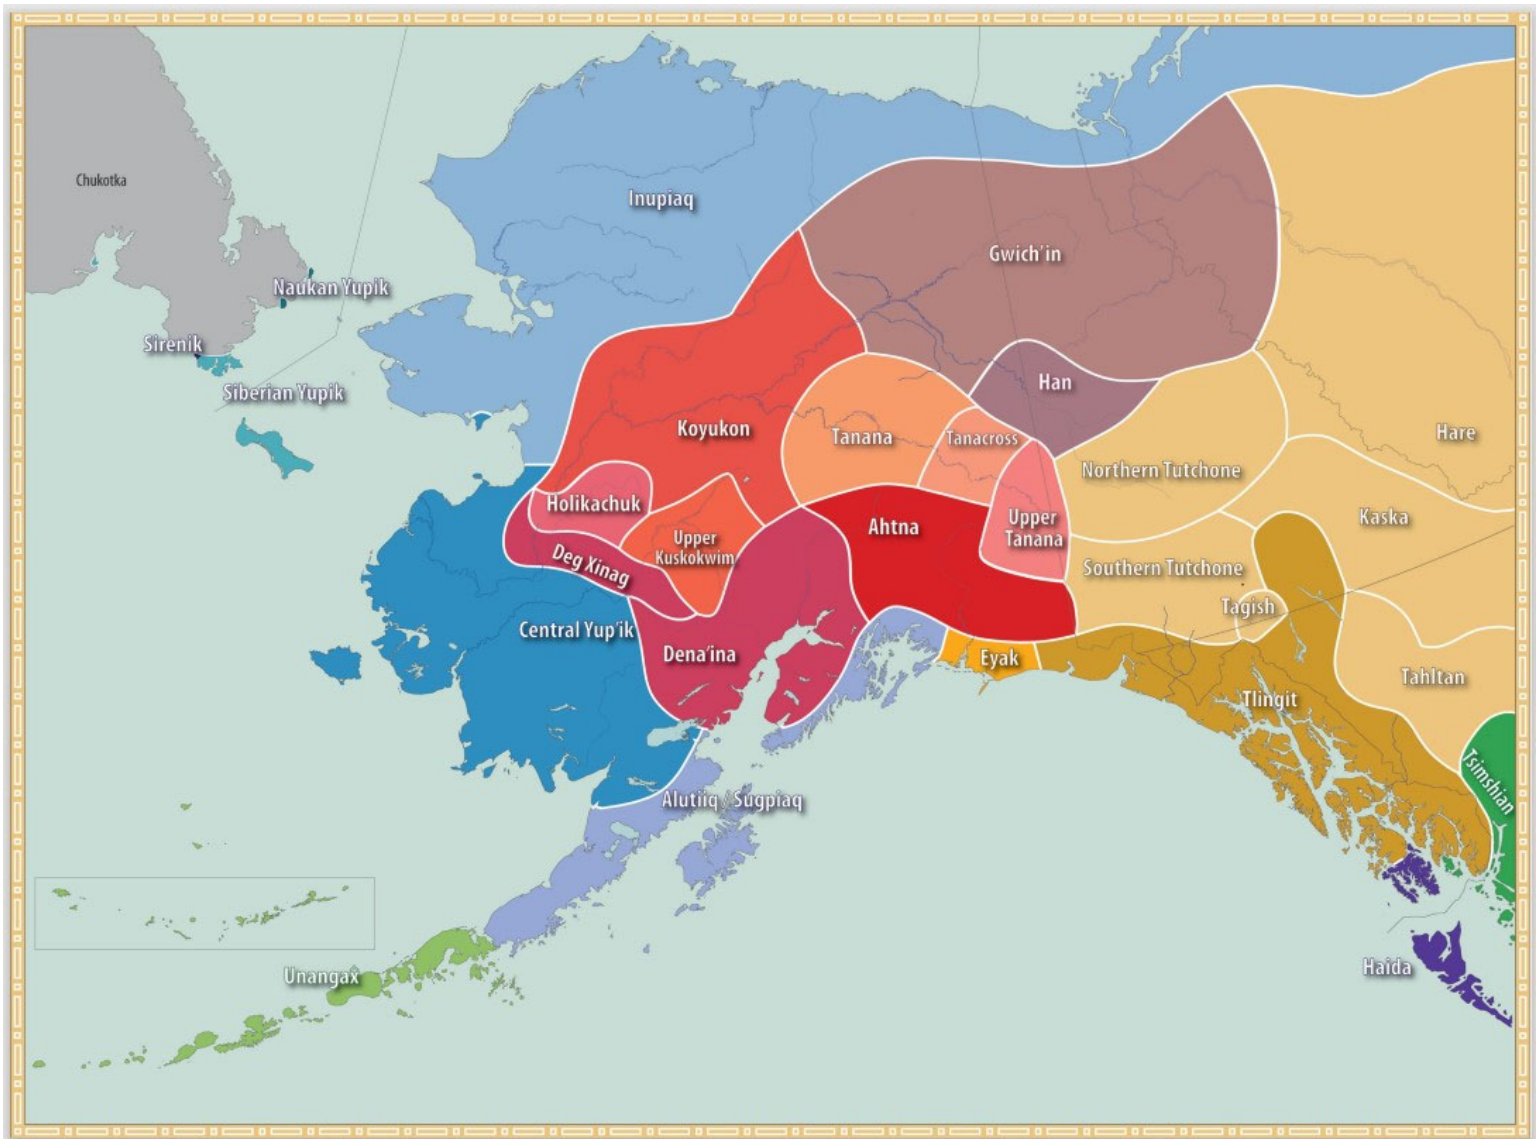 Chukotka
Inupiaq
Gwich'in
Naukan Yupik
Sirenik
Siberian Yupik
Han
Koyukon
Tanana
Tanacross
Hare
Northern Tutchone
Holikachuk
Kaska
Upper
Tanana
Ahtna
Upper
Kuskokwim
Deg Xinag
Southern Tutchone
Tagish
Central Yup'ik
Dena'ina
Eyak
Tahltan
Tlingit
Tsimshian
Alutiiq / Sugpiaq
Haida
Unangax